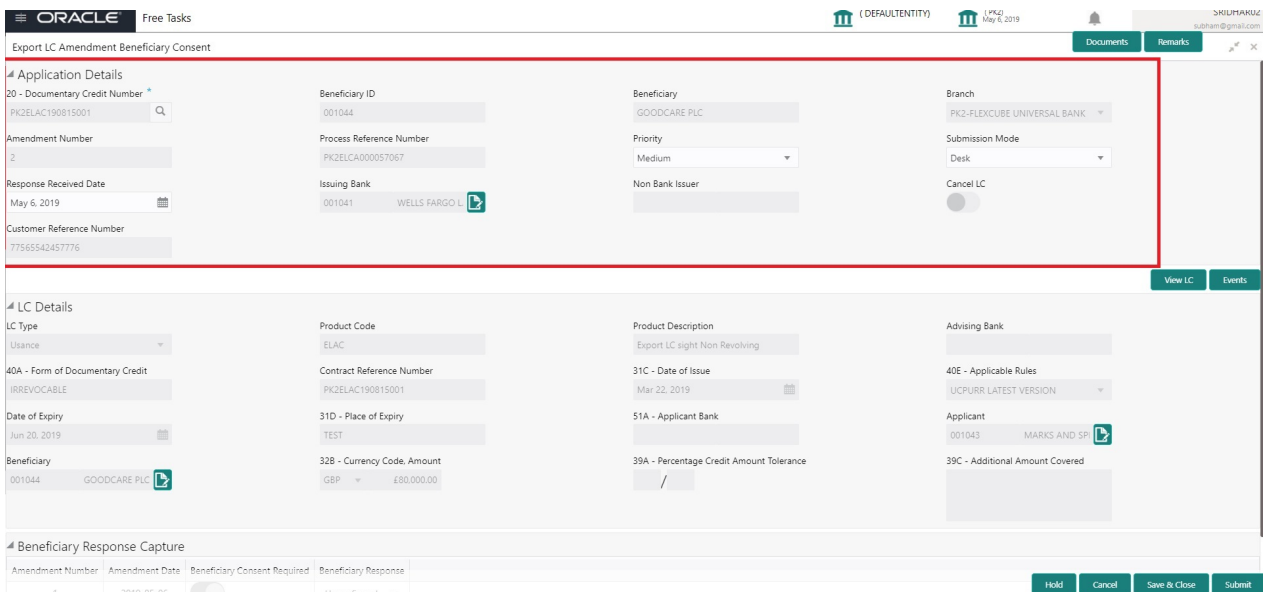 ORACLE Free Tasks
( DEFAULTENTITY)
( PK2)
May 6, 2019
SRIDHAR02
subham@gmail.com
Export LC Amendment Beneficiary Consent
Documents Remarks
Application Details
20 - Documentary Credit Number * Beneficiary ID Beneficiary Branch
PK2ELAC190815001 001044 GOODCARE PLC PK2-FLEXCUBE UNIVERSAL BANK
Amendment Number Process Reference Number Priority Submission Mode
2 PK2ELCA000057067 Medium Desk
Response Received Date Issuing Bank Non Bank Issuer Cancel LC
May 6, 2019 001041 WELLS FARGO L
Customer Reference Number
77565542457776
View LC Events
LC Details
LC Type Product Code Product Description Advising Bank
Usance ELAC Export LC sight Non Revolving
40A - Form of Documentary Credit Contract Reference Number 31C - Date of Issue 40E - Applicable Rules
IRREVOCABLE PK2ELAC190815001 Mar 22, 2019 UCPURR LATEST VERSION
Date of Expiry 31D - Place of Expiry 51A - Applicant Bank Applicant
Jun 20, 2019 TEST 001043 MARKS AND SPI
Beneficiary 32B - Currency Code, Amount 39A - Percentage Credit Amount Tolerance 39C - Additional Amount Covered
001044 GOODCARE PLC GBP £80,000.00 /
Beneficiary Response Capture
Amendment Number Amendment Date Beneficiary Consent Required Beneficiary Response
Hold Cancel Save & Close Submit